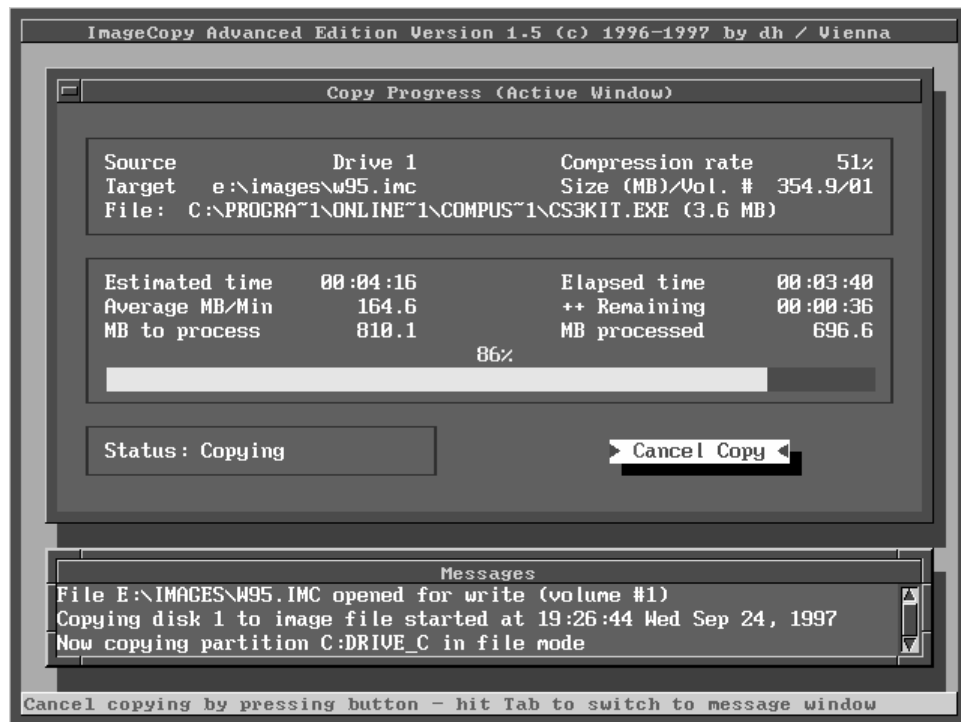 ImageCopy Advanced Edition Version 1.5 (c) 1996-1997 by dh / Vienna
Copy Progress (Active Window)
Source Drive 1 Compression rate 51%
Target e:\images\w95.imc Size (MB)/Vol. # 354.9/01
File: C:\PROGRA~1\ONLINE~1\COMPUS~1\CS3KIT.EXE (3.6 MB)
Estimated time 00:04:16 Elapsed time 00:03:40
Average MB/Min 164.6 ++ Remaining 00:00:36
MB to process 810.1 MB processed 696.6
86%
Status: Copying Cancel Copy
Messages
File E:\IMAGES\W95.IMC opened for write (volume #1)
Copying disk 1 to image file started at 19:26:44 Wed Sep 24, 1997
Now copying partition C:DRIVE_C in file mode
Cancel copying by pressing button - hit Tab to switch to message window